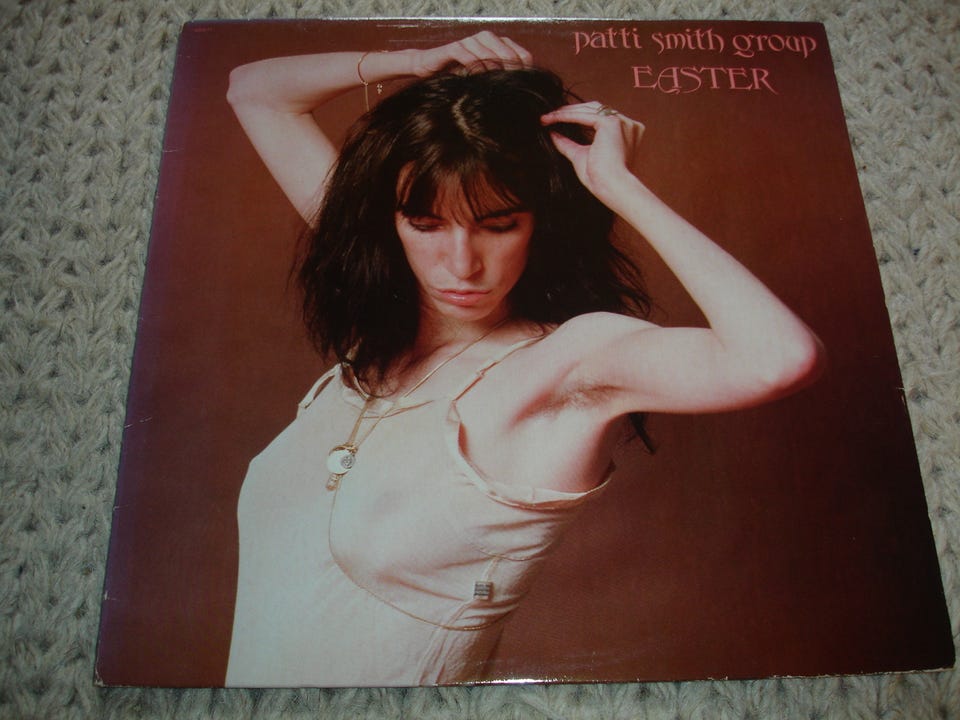 patti smith group
EASTER